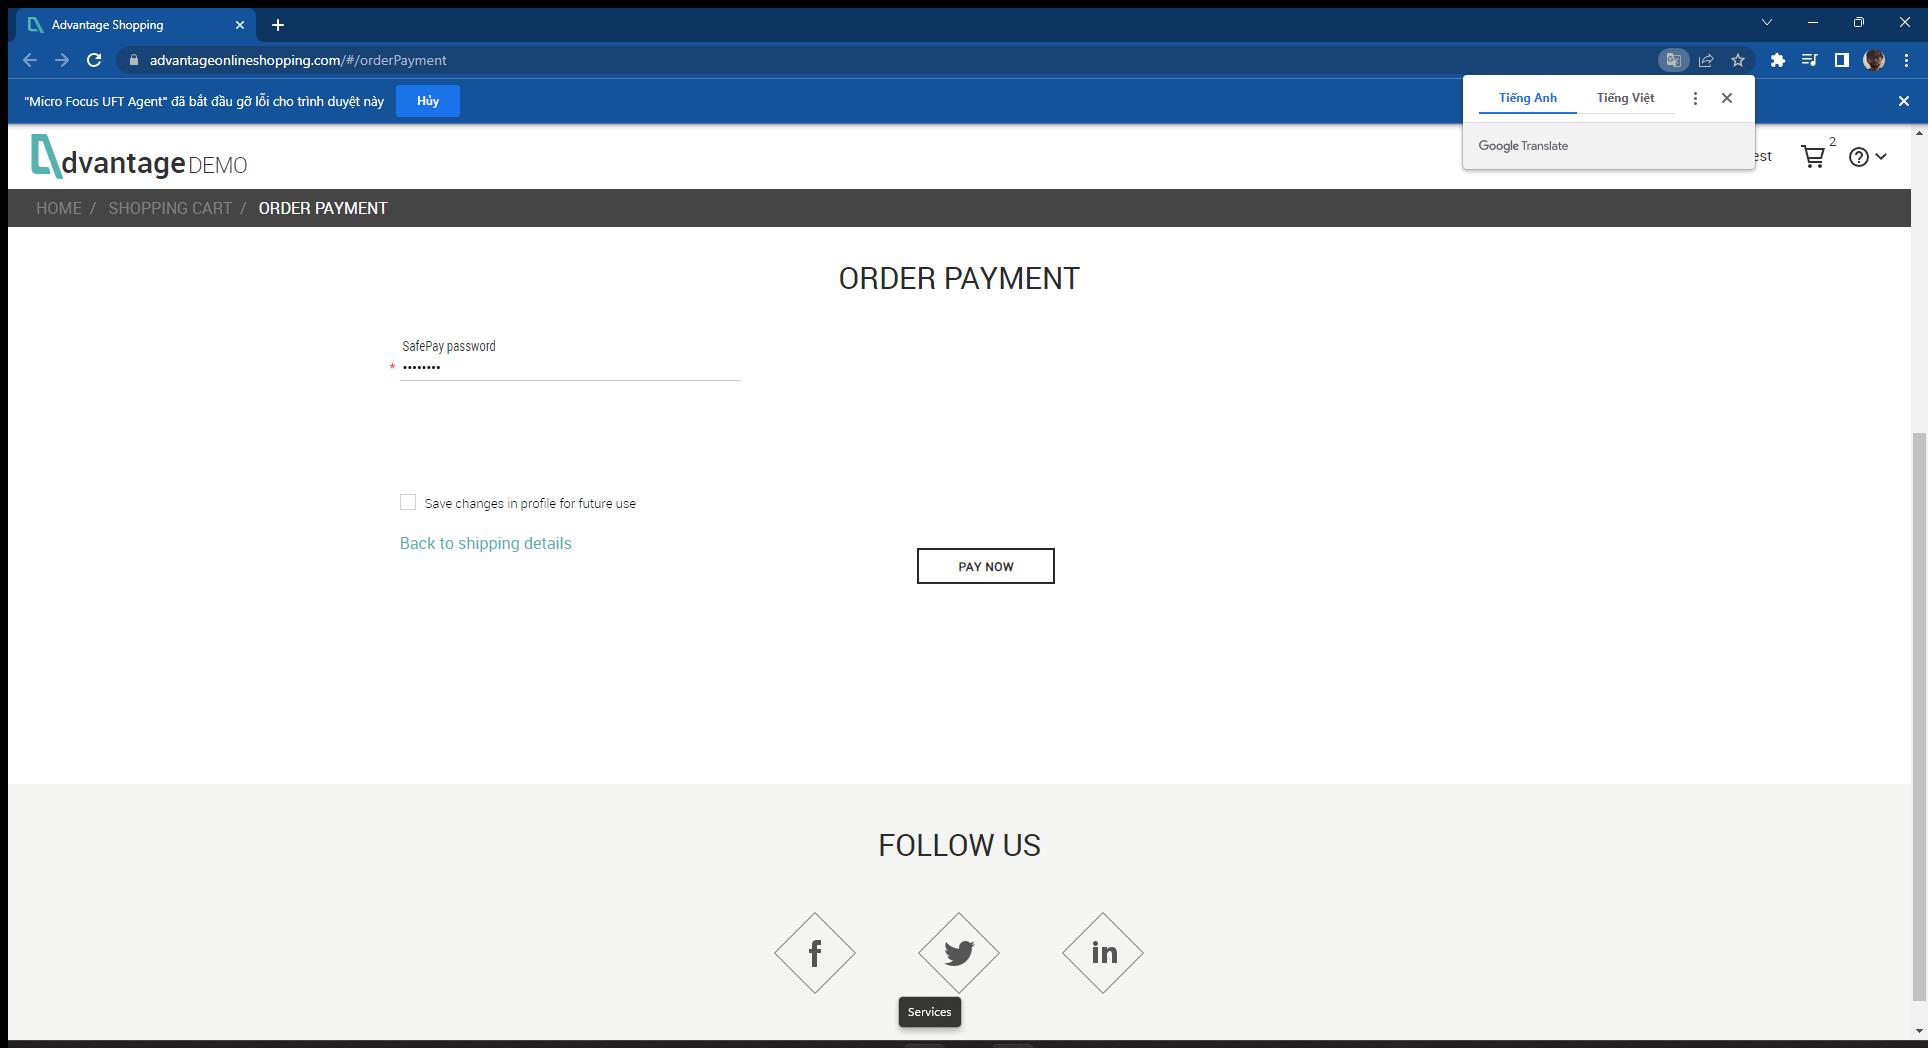 Advantage Shopping
advantageonlineshopping.com/#/orderPayment
"Micro Focus UFT Agent" đã bắt đầu gỡ lỗi cho trình duyệt này
Hủy
Tiếng Anh
Tiếng Việt
Google Translate
dvantage DEMO
2
HOME / SHOPPING CART / ORDER PAYMENT
ORDER PAYMENT
SafePay password
* ••••••••
Save changes in profile for future use
Back to shipping details
PAY NOW
FOLLOW US
f
in
Services